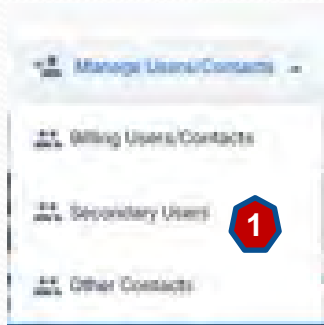 Manage Users/Contacts
Billing Users/Contacts
Secondary Users
1
Other Contacts